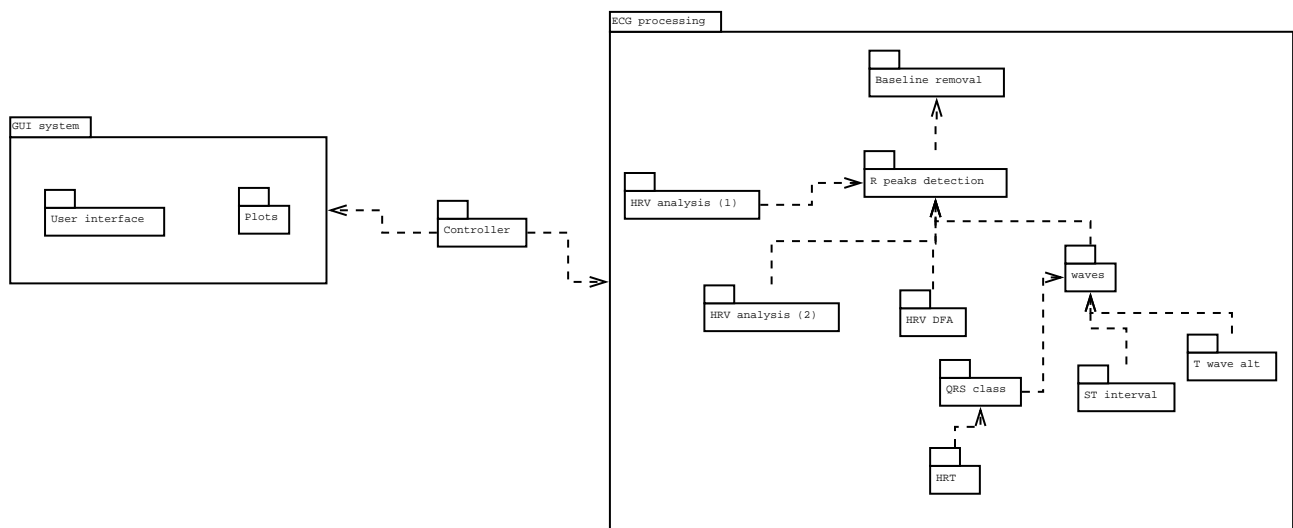 ECG processing
Baseline removal
GUI system
R peaks detection
HRV analysis (1)
User interface
Plots
Controller
waves
HRV analysis (2)
HRV DFA
T wave alt
QRS class
ST interval
HRT